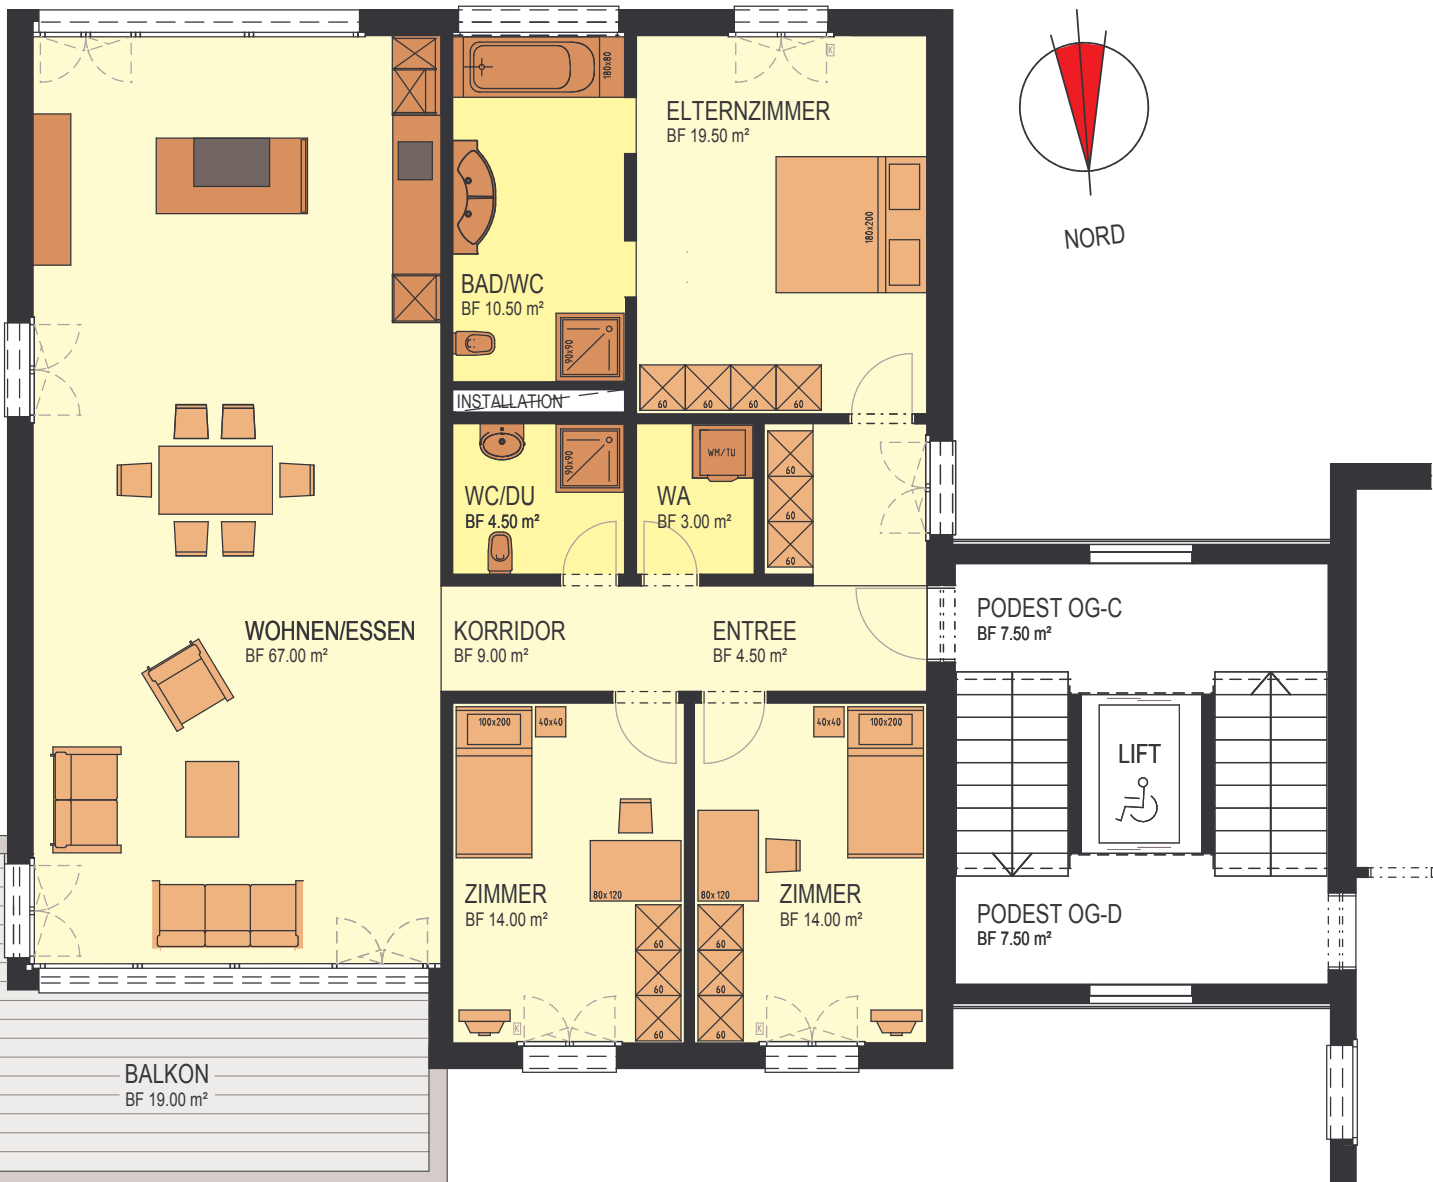 180x80
K
ELTERNZIMMER
BF 19.50 m²
180x200
NORD
BAD/WC
BF 10.50 m²
90x90
60 60 60 60
INSTALLATION
WC/DU
BF 4.50 m²
90x90
WM/TU
WA
BF 3.00 m²
60
60
60
WOHNEN/ESSEN
BF 67.00 m²
KORRIDOR
BF 9.00 m²
ENTREE
BF 4.50 m²
PODEST OG-C
BF 7.50 m²
100x200
40x40
40x40
100x200
LIFT
ZIMMER
BF 14.00 m²
80x120
60
60
60
K
80x120
ZIMMER
BF 14.00 m²
60
60
60
K
PODEST OG-D
BF 7.50 m²
BALKON
BF 19.00 m²